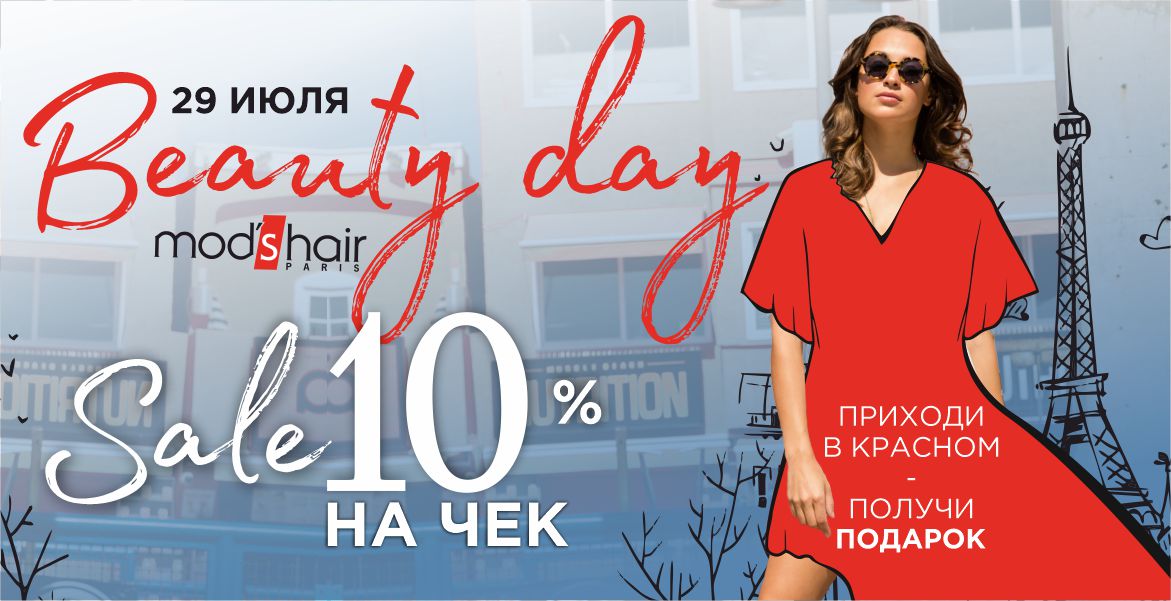 29 ИЮЛЯ
Beauty day
mod's hair
PARIS
Sale 10%
НА ЧЕК
ПРИХОДИ
В КРАСНОМ
-
ПОЛУЧИ
ПОДАРОК